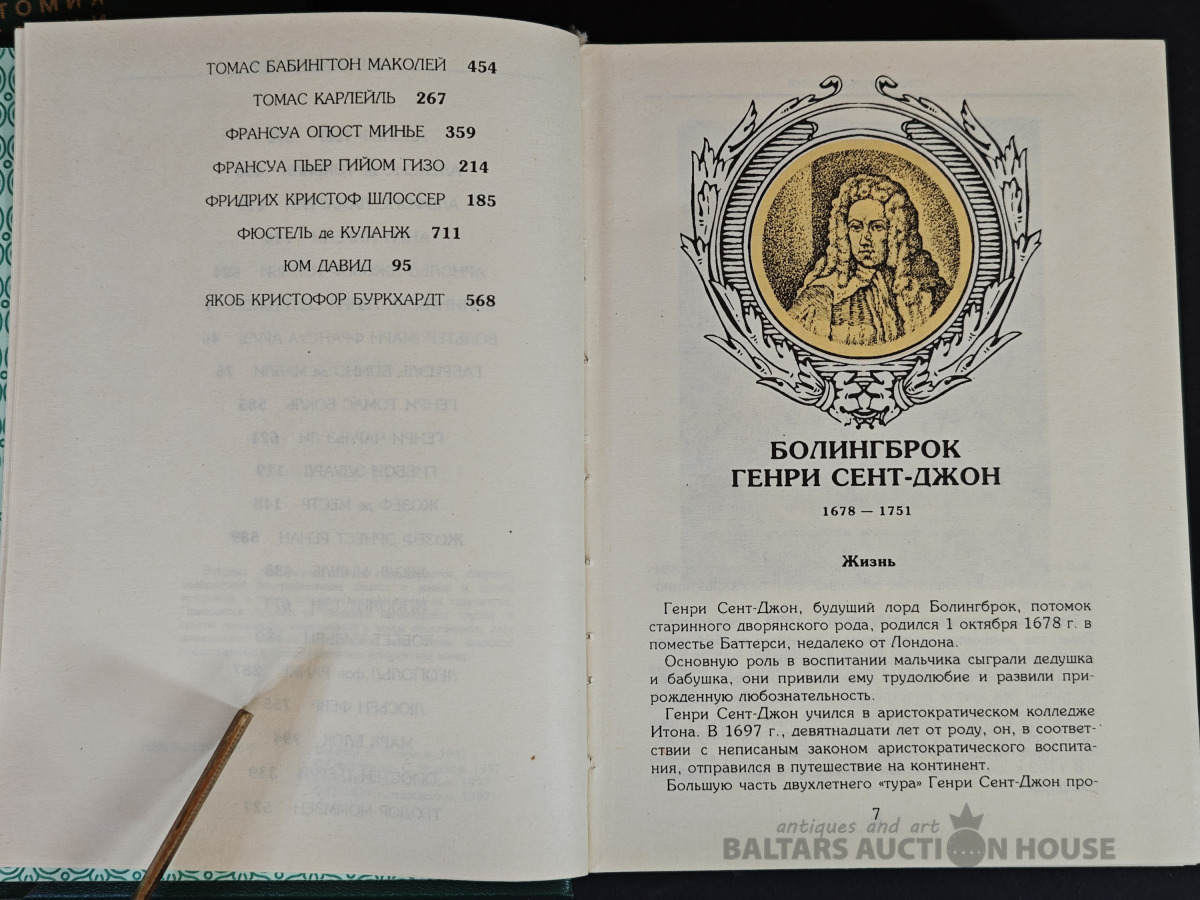 ТОМАС БАБИНГТОН МАКОЛЕЙ 454
ТОМАС КАРЛЕЙЛЬ 267
ФРАНСУА ОГЮСТ МИНЬЕ 359
ФРАНСУА ПЬЕР ГИЙОМ ГИЗО 214
ФРИДРИХ КРИСТОФ ШЛОССЕР 185
ФЮСТЕЛЬ де КУЛАНЖ 711
ЮМ ДАВИД 95
ЯКОБ КРИСТОФОР БУРКХАРДТ 568
БОЛИНГБРОК
ГЕНРИ СЕНТ-ДЖОН
1678 — 1751
Жизнь
Генри Сент-Джон, будущий лорд Болингброк, потомок
старинного дворянского рода, родился 1 октября 1678 г. в
поместье Баттерси, недалеко от Лондона.
Основную роль в воспитании мальчика сыграли дедушка
и бабушка, они привили ему трудолюбие и развили при-
рожденную любознательность.
Генри Сент-Джон учился в аристократическом колледже
Итона. В 1697 г., девятнадцати лет от роду, он, в соответ-
ствии с неписаным законом аристократического воспита-
ния, отправился в путешествие на континент.
Большую часть двухлетнего «тура» Генри Сент-Джон про-
7
antiques and art
BALTARS AUCTION HOUSE